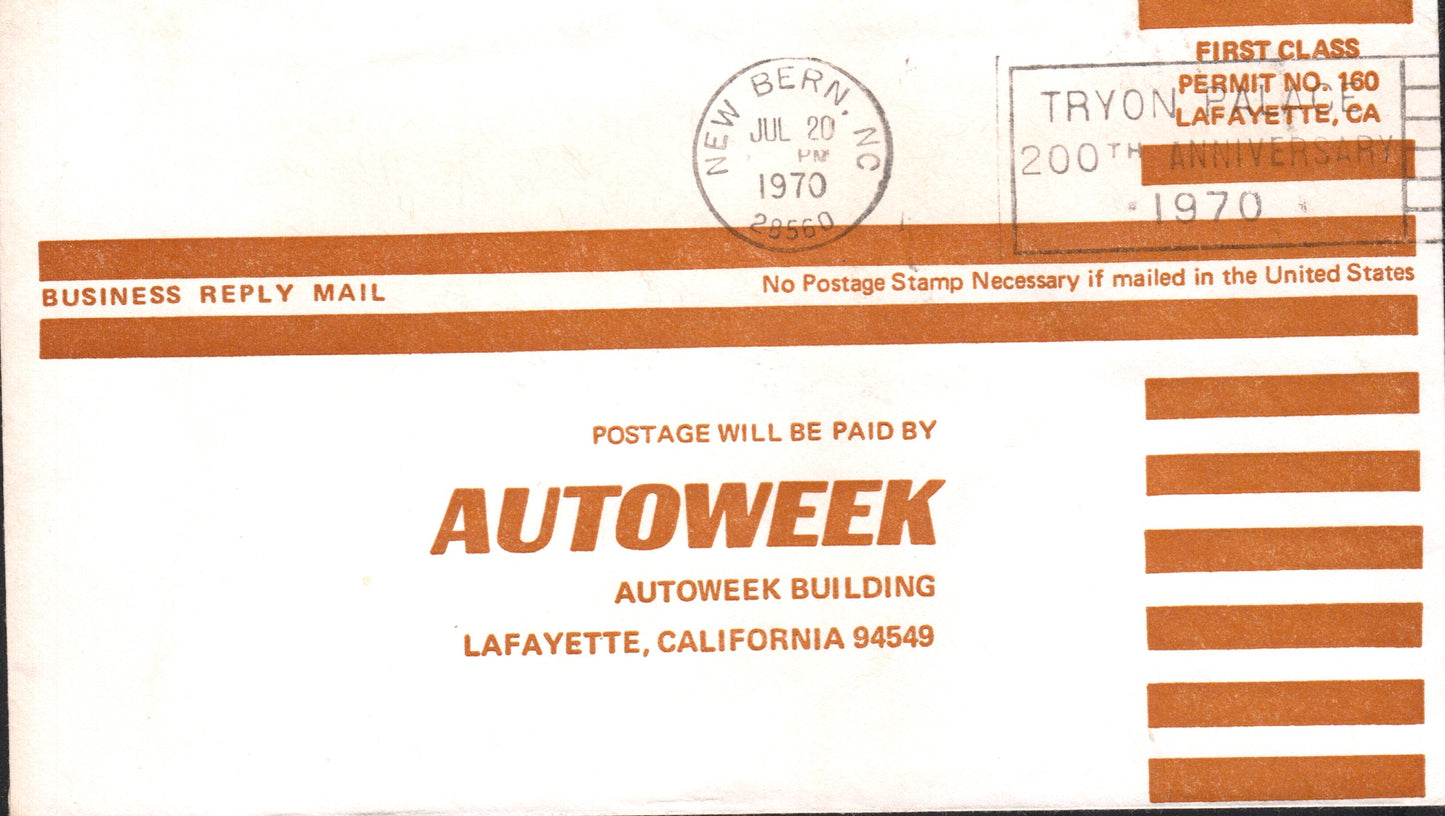 FIRST CLASS
PERMIT NO. 160
LAFAYETTE, CA
NEW BERN, NC
JUL 20
PM
1970
28560
TRYON PALACE
200TH ANNIVERSARY
1970
BUSINESS REPLY MAIL
No Postage Stamp Necessary if mailed in the United States
POSTAGE WILL BE PAID BY
AUTOWEEK
AUTOWEEK BUILDING
LAFAYETTE, CALIFORNIA 94549